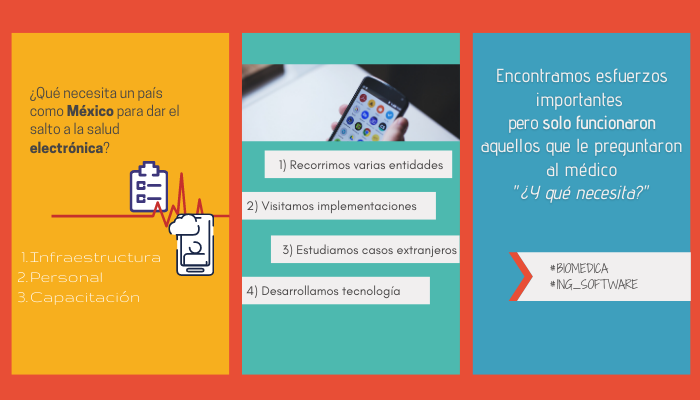 ¿Qué necesita un país
como México para dar el
salto a la salud
electrónica?
1. Infraestructura
2. Personal
3. Capacitación
1) Recorrimos varias entidades
2) Visitamos implementaciones
3) Estudiamos casos extranjeros
4) Desarrollamos tecnología
Encontramos esfuerzos
importantes
pero solo funcionaron
aquellos que le preguntaron
al médico
"¿Y qué necesita?"
#BIOMEDICA
#ING_SOFTWARE